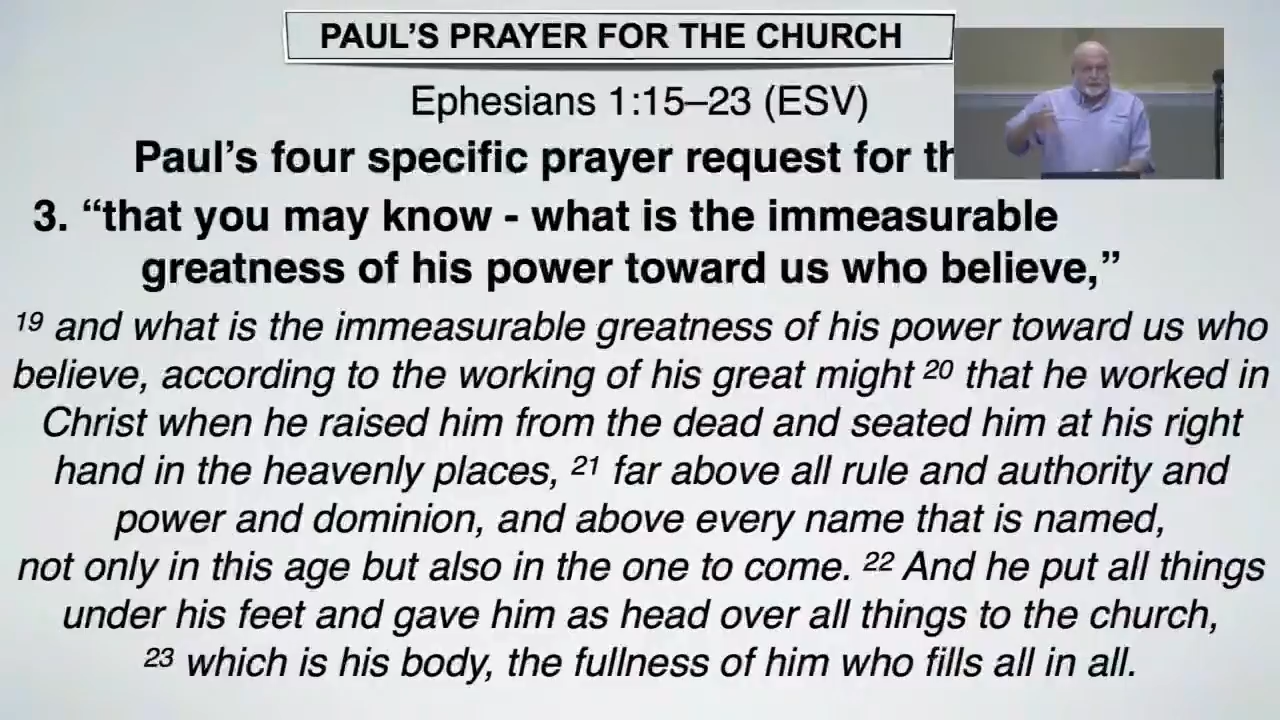 PAUL'S PRAYER FOR THE CHURCH
Ephesians 1:15–23 (ESV)
Paul's four specific prayer request for
3. “that you may know - what is the immeasurable
greatness of his power toward us who believe,”
19 and what is the immeasurable greatness of his power toward us who
believe, according to the working of his great might 20 that he worked in
Christ when he raised him from the dead and seated him at his right
hand in the heavenly places, 21 far above all rule and authority and
power and dominion, and above every name that is named,
not only in this age but also in the one to come. 22 And he put all things
under his feet and gave him as head over all things to the church,
23 which is his body, the fullness of him who fills all in all.